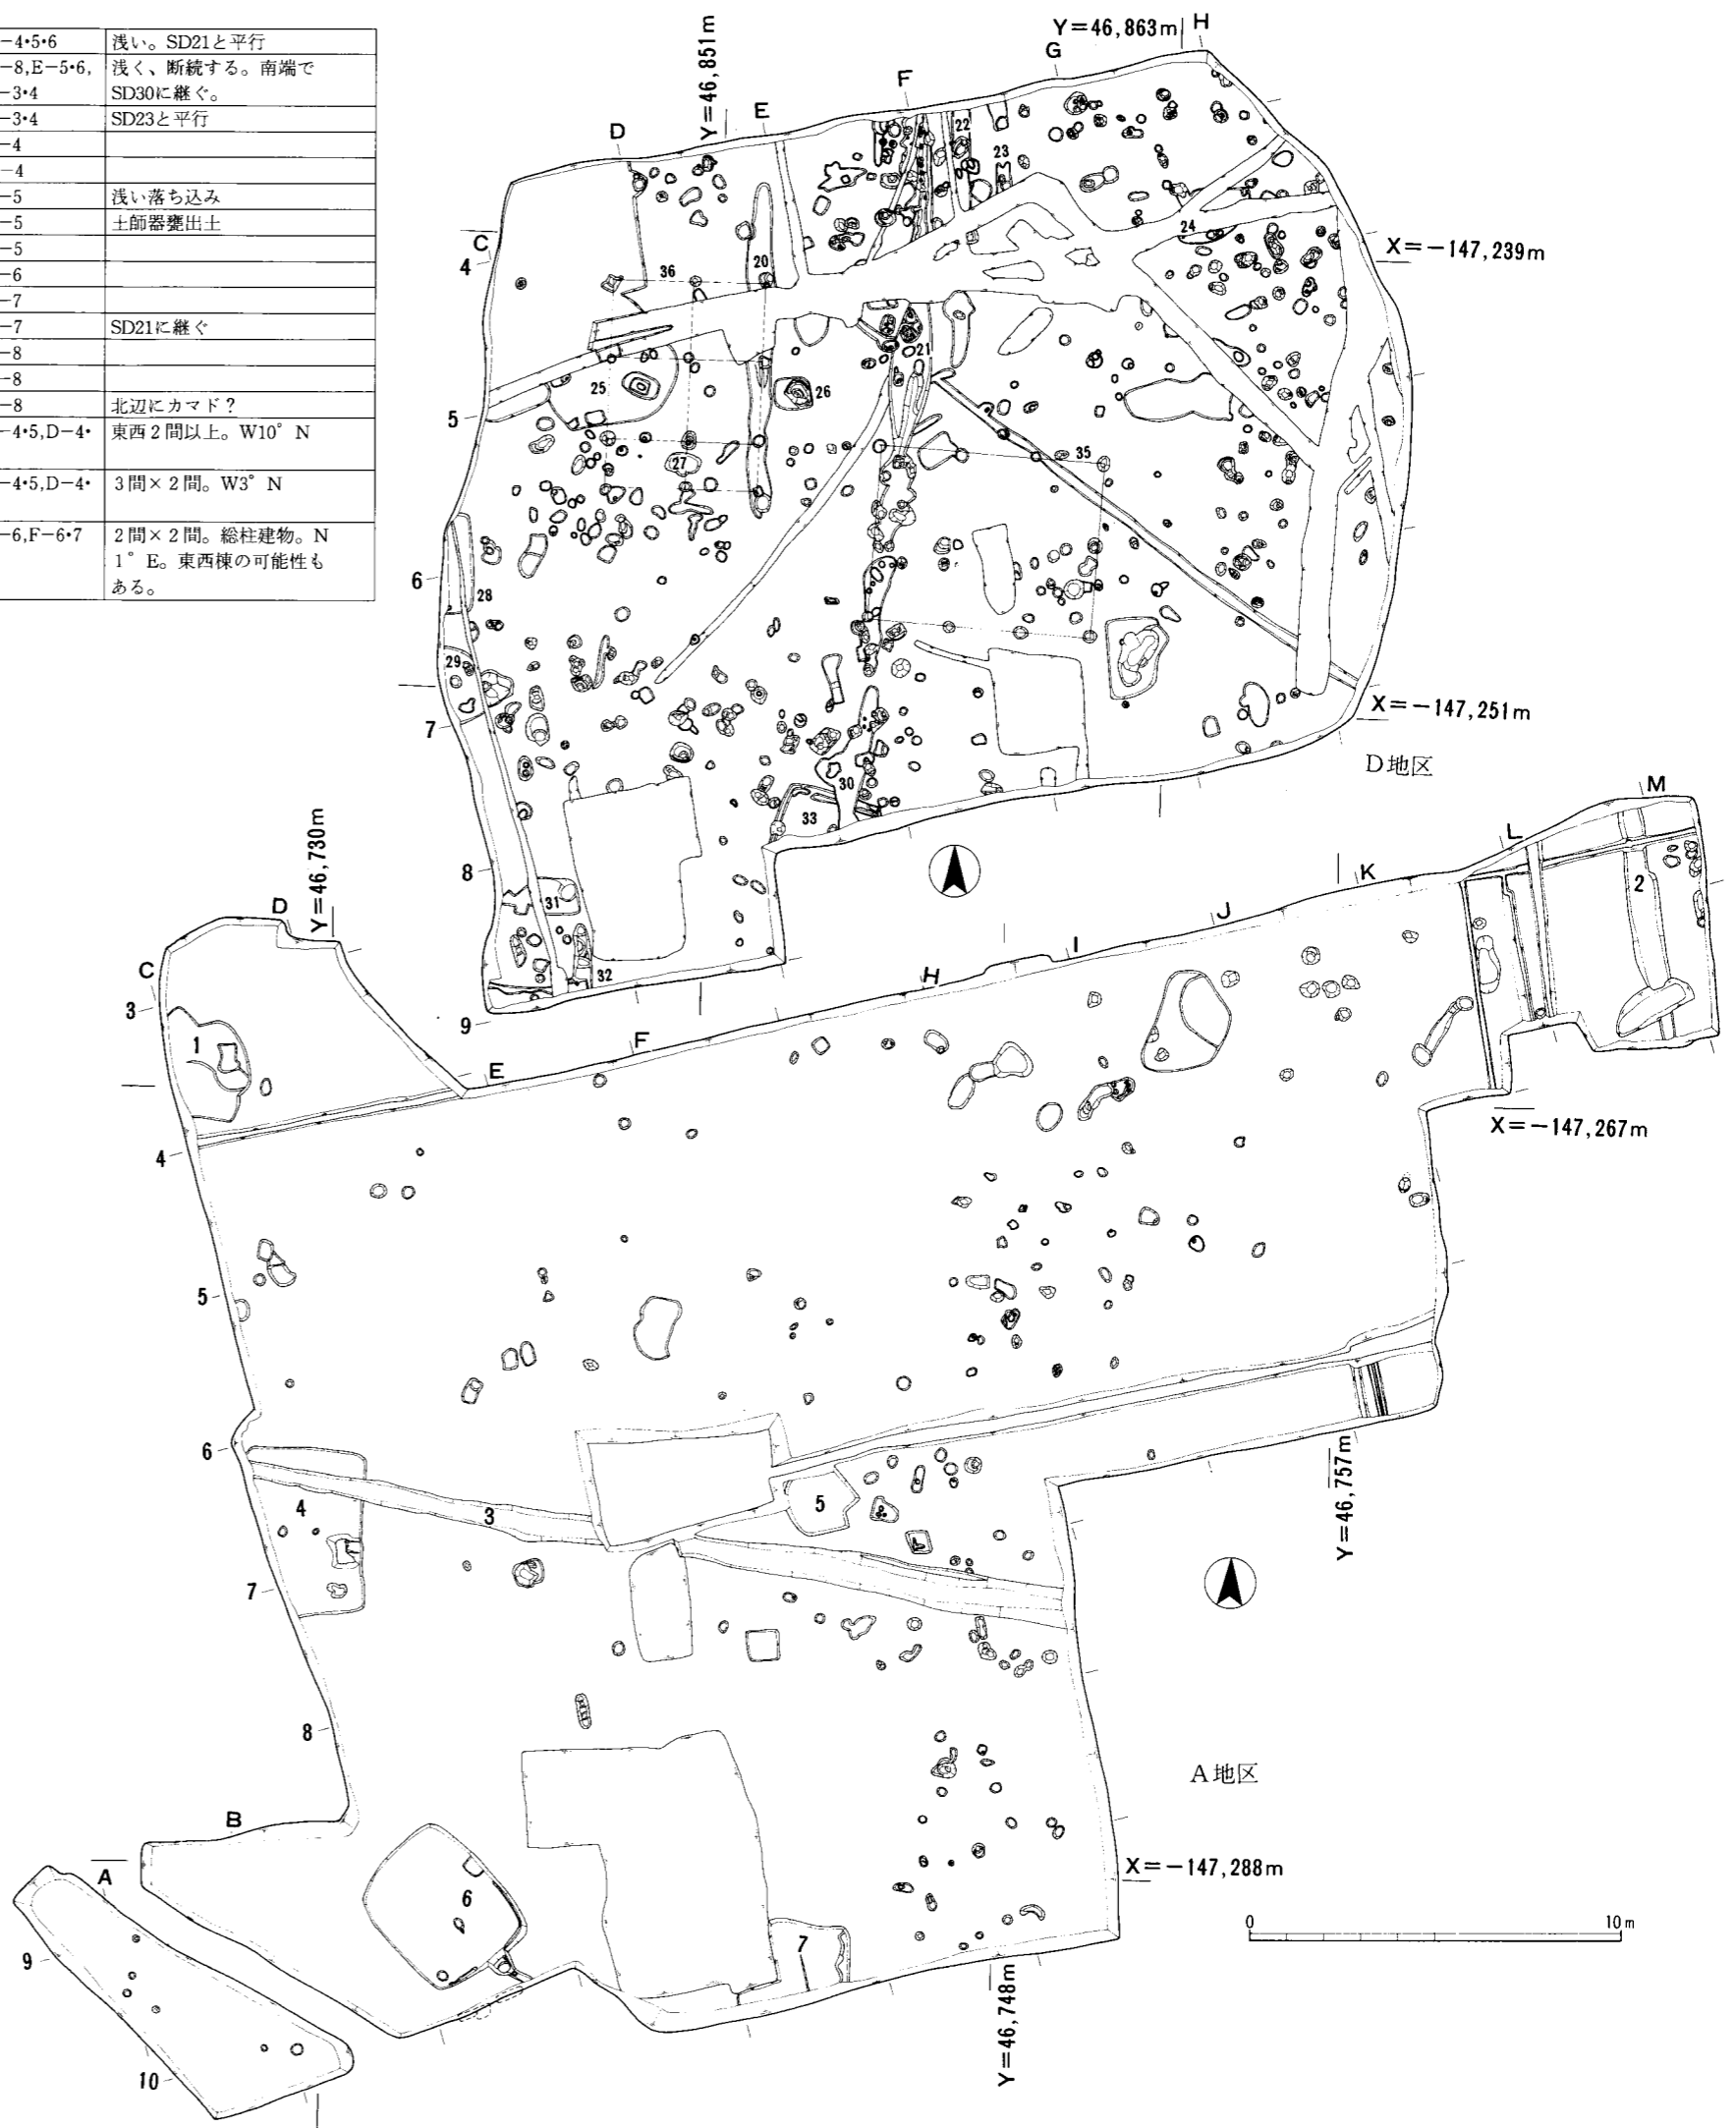 -4・5・6 浅い。SD21と平行
-8,E-5・6, 浅く、断続する。南端で
-3・4 SD30に継ぐ。
-3・4 SD23と平行
-4
-4
-5 浅い落ち込み
-5 土師器甕出土
-5
-6
-7
-7 SD21に継ぐ
-8
-8
-8 北辺にカマド?
-4・5,D-4・ 東西2間以上。W10°N
-4・5,D-4・ 3間×2間。W3°N
-6,F-6・7 2間×2間。総柱建物。N
1°E。東西棟の可能性も
ある。
Y=46,851m
Y=46,863m
H
G
F
E
D
C
4
5
6
7
8
9
22
23
24
36
20
21
25
26
27
35
28
29
30
33
31
32
X=-147,239m
X=-147,251m
D地区
Y=46,730m
D
C
E
F
H
I
J
K
L
M
3
4
5
6
7
8
1
2
X=-147,267m
4
3
5
Y=46,757m
A地区
B
A
6
7
9
10
X=-147,288m
Y=46,748m
0 10m